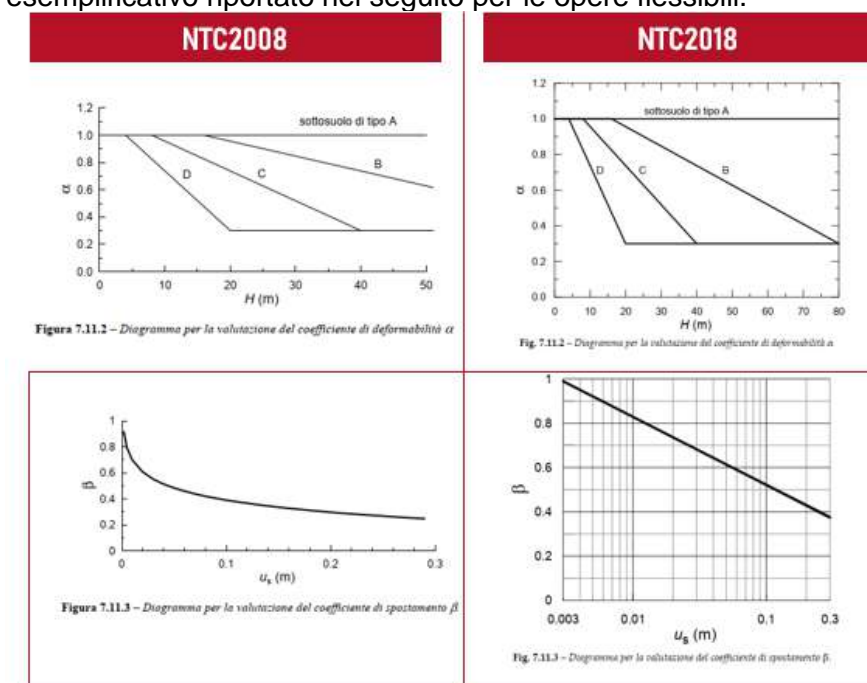 esemplificativo riportato nel seguito per le opere flessibili.
NTC2008
NTC2018
1.2
1.0
0.8
0.6
0.4
0.2
0.0
α
sottosuolo di tipo A
B
C
D
0 10 20 30 40 50
H (m)
Figura 7.11.2 – Diagramma per la valutazione del coefficiente di deformabilità α
1.2
1.0
0.8
0.6
0.4
0.2
0.0
α
sottosuolo di tipo A
D
C
B
0 10 20 30 40 50 60 70 80
H (m)
Fig. 7.11.2 – Diagramma per la valutazione del coefficiente di deformabilità α
1
0.8
0.6
0.4
0.2
0
β
0 0.1 0.2 0.3
us (m)
Figura 7.11.3 – Diagramma per la valutazione del coefficiente di spostamento β.
1
0.8
0.6
0.4
0.2
0
β
0.003 0.01 0.1 0.3
us (m)
Fig. 7.11.3 – Diagramma per la valutazione del coefficiente di spostamento β.